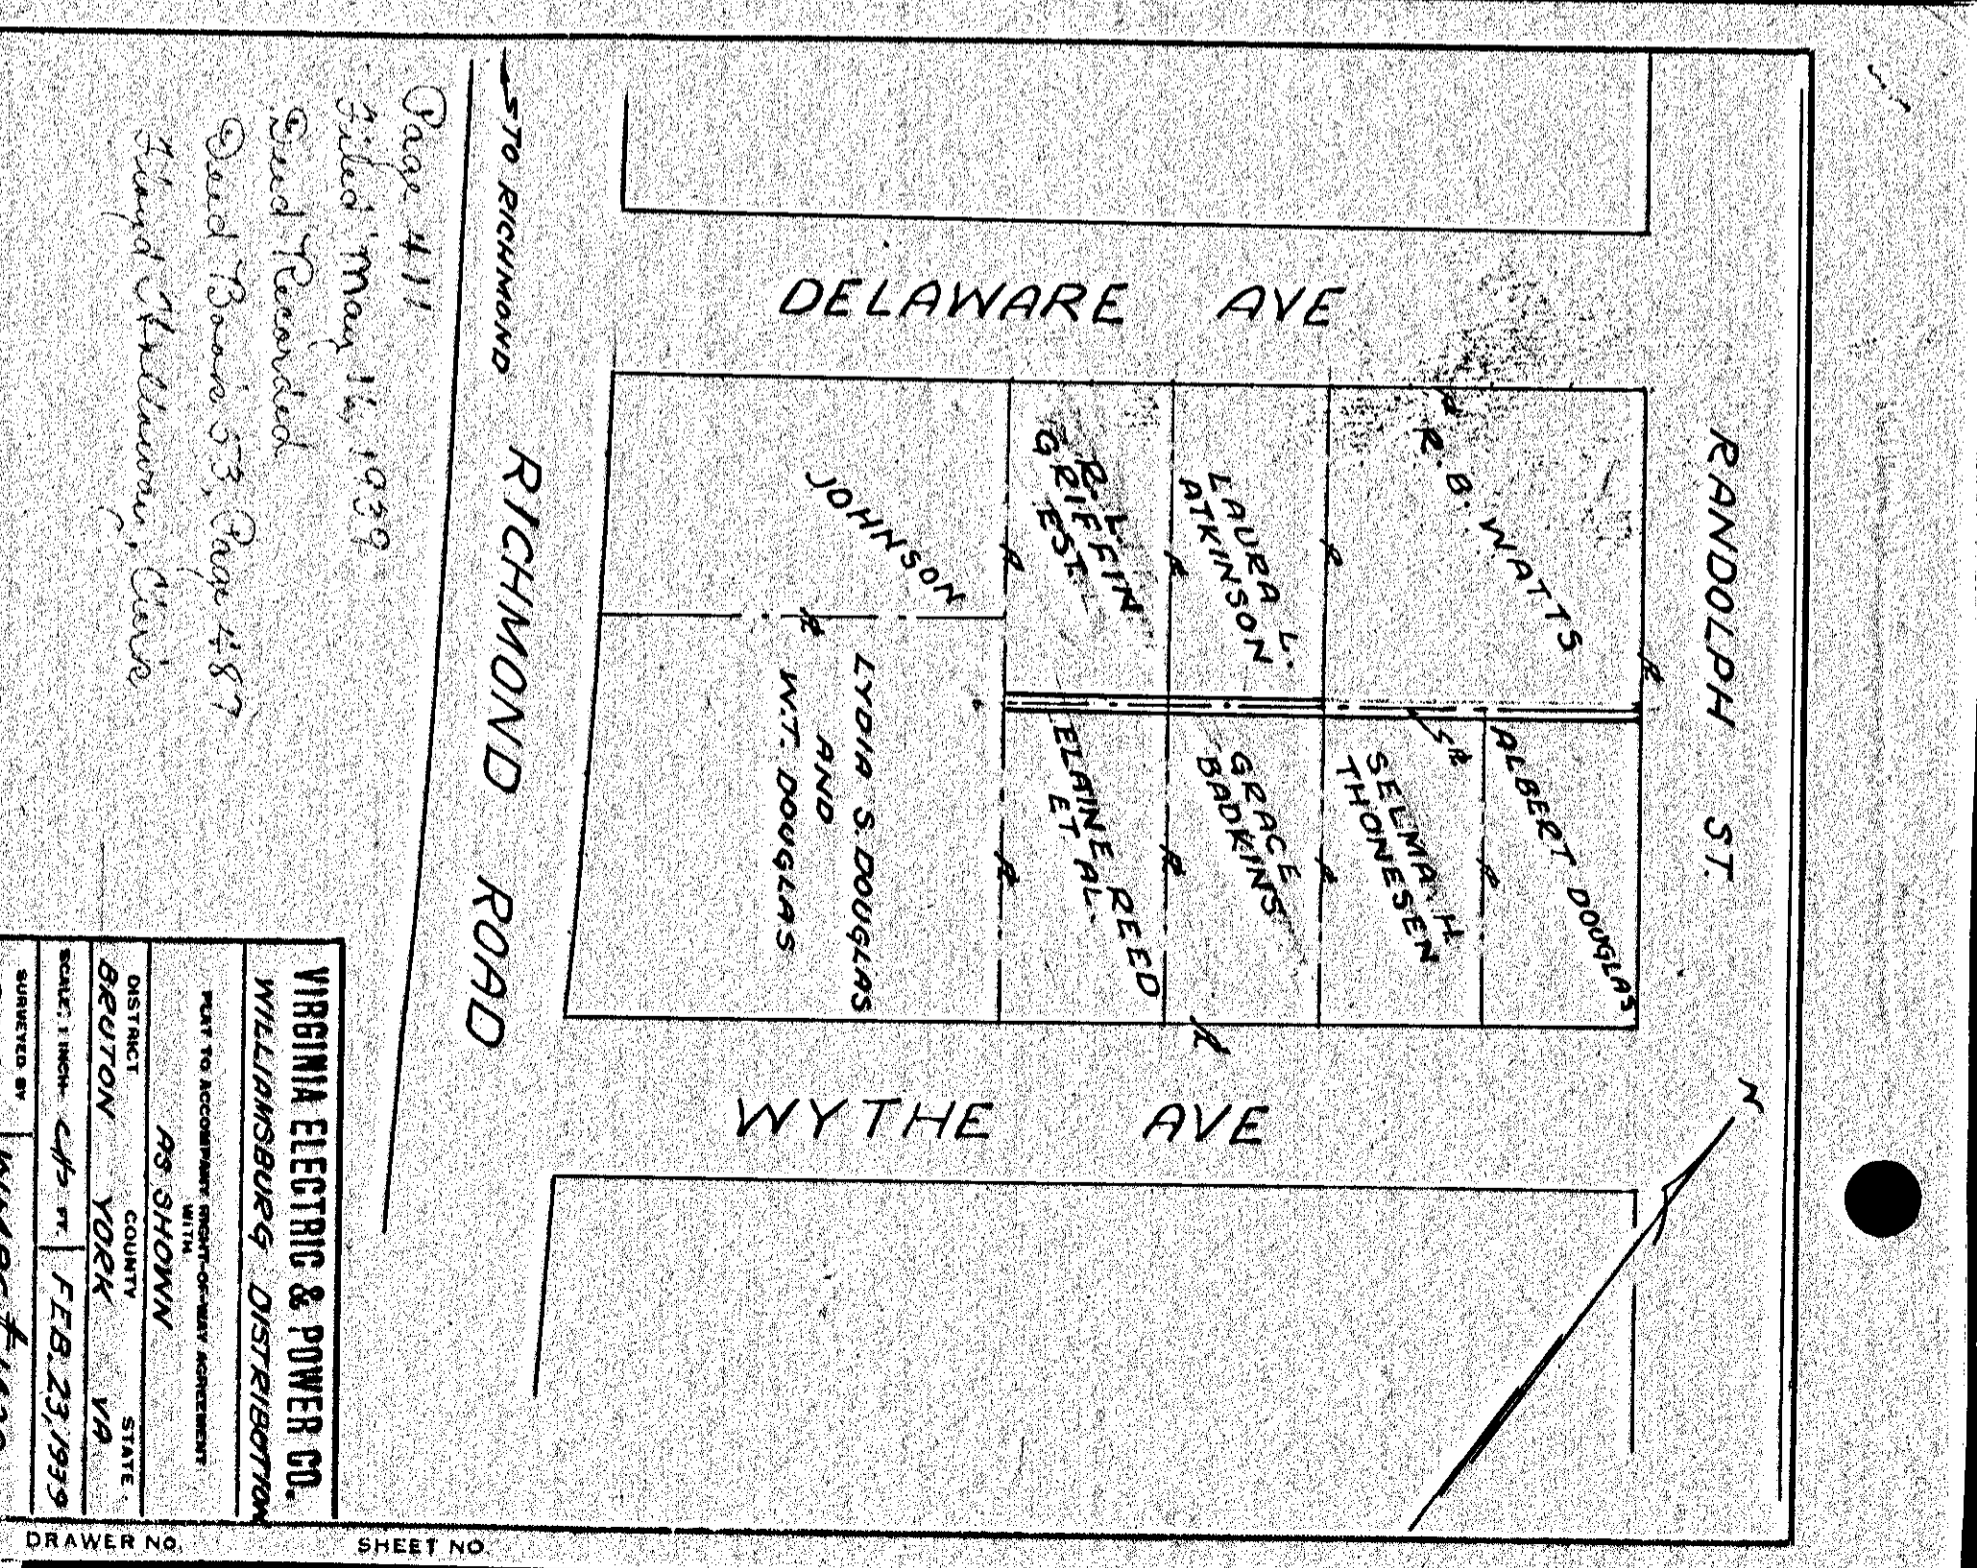 RANDOLPH ST.
DELAWARE AVE
R. B. WATTS
LAURA L.
ATKINSON
B. L.
GRIFFIN
EST.
JOHNSON
ALBERT DOUGLAS
5'
SELMA H
THONESEN
GRACE
BADKINS
ELAINE REED
ET AL.
LYDIA S. DOUGLAS
AND
W.T. DOUGLAS
WYTHE AVE
N
TO RICHMOND
RICHMOND ROAD
Page 411
Filed May 16, 1939
Deed Recorded
Deed Book 53, Page 487
Clerk
VIRGINIA ELECTRIC & POWER CO.
WILLIAMSBURG DISTRIBUTION
PLAT TO ACCOMPANY RIGHT-OF-WAY AGREEMENT
WITH
AS SHOWN
DISTRICT COUNTY STATE
BRUTON YORK VA.
SCALE: 1 INCH FT. FEB. 23, 1939
SURVEYED BY
DRAWER NO.
SHEET NO.